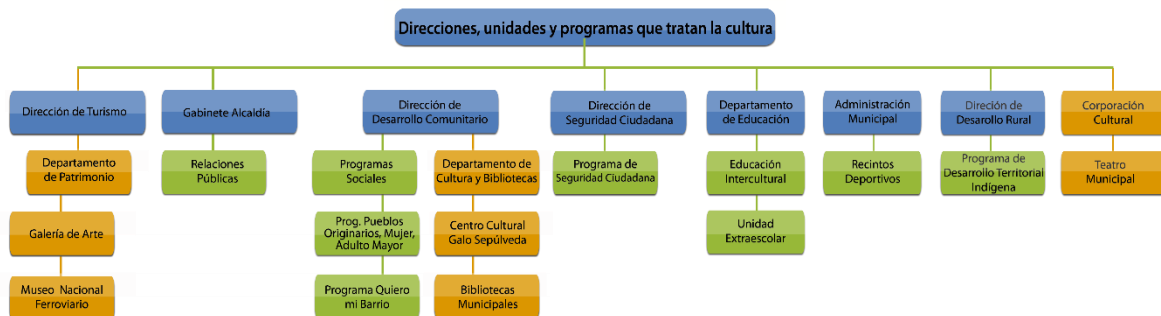 Direcciones, unidades y programas que tratan la cultura
Dirección de Turismo
Gabinete Alcaldía
Dirección de
Desarrollo Comunitario
Dirección de
Seguridad Ciudadana
Departamento
de Educación
Administración
Municipal
Direción de
Desarollo Rural
Corporación
Cultural
Departamento
de Patrimonio
Relaciones
Públicas
Programas
Sociales
Departamento de
Cultura y Bibliotecas
Programa de
Seguridad Ciudadana
Educación
Intercultural
Recintos
Deportivos
Programa de
Desarrollo Territorial
Indígena
Teatro
Municipal
Galería de Arte
Prog. Pueblos
Originarios, Mujer,
Adulto Mayor
Centro Cultural
Galo Sepúlveda
Unidad
Extraescolar
Museo Nacional
Ferroviario
Programa Quiero
mi Barrio
Bibliotecas
Municipales